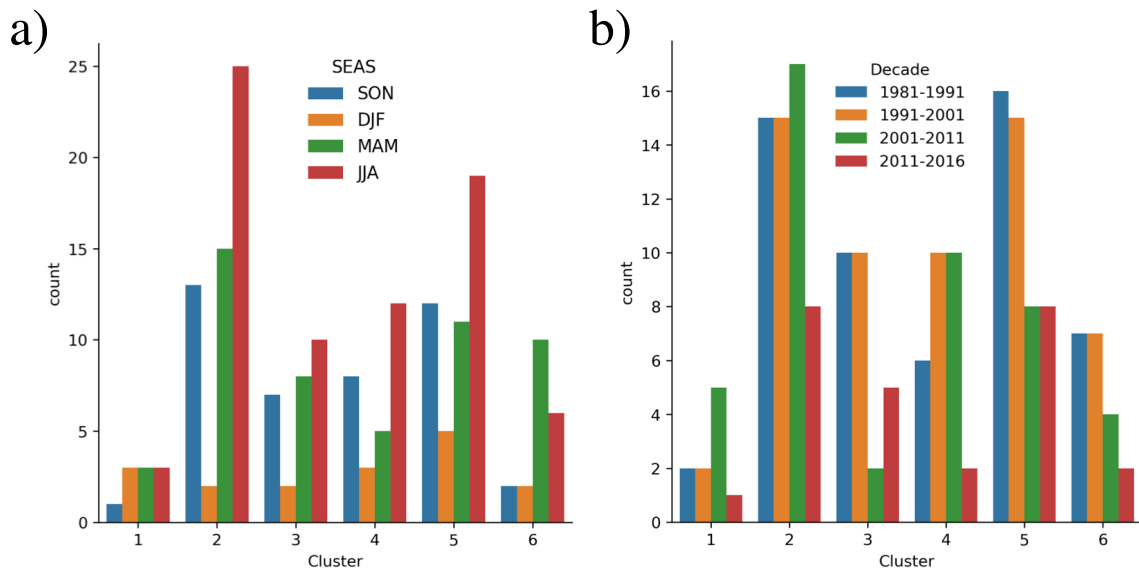 a)
SEAS
SON
DJF
MAM
JJA
25
20
15
10
5
0
count
1 2 3 4 5 6
Cluster
b)
Decade
1981-1991
1991-2001
2001-2011
2011-2016
16
14
12
10
8
6
4
2
0
count
1 2 3 4 5 6
Cluster